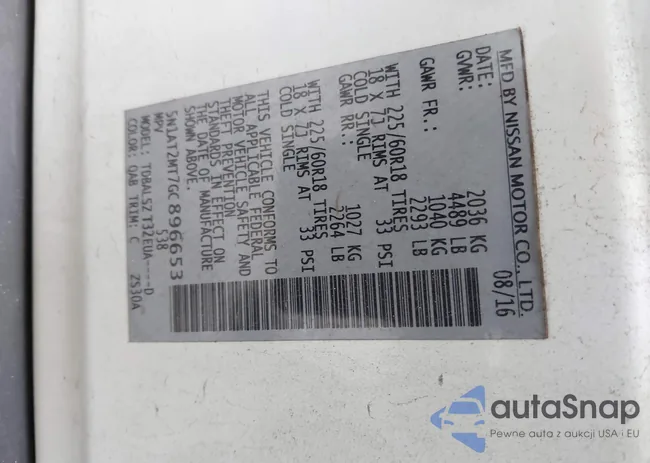 MFD BY NISSAN MOTOR CO., LTD.
DATE: 08/16
GVWR: 2036 KG
4489 LB
GAWR FR.: 1040 KG
2293 LB
WITH 225/60R18 TIRES
18 X 7J RIMS AT 33 PSI
COLD SINGLE
GAWR RR.: 1027 KG
2264 LB
WITH 225/60R18 TIRES
18 X 7J RIMS AT 33 PSI
COLD SINGLE
THIS VEHICLE CONFORMS TO
ALL APPLICABLE FEDERAL
MOTOR VEHICLE SAFETY AND
THEFT PREVENTION
STANDARDS IN EFFECT ON
THE DATE OF MANUFACTURE
SHOWN ABOVE.
5N1AT2MT7GC896653
MPV 538
MODEL: TDBALSZ T32EUA----D
COLOR: QAB TRIM: C ZS30A
autaSnap
Pewne auta z aukcji USA i EU